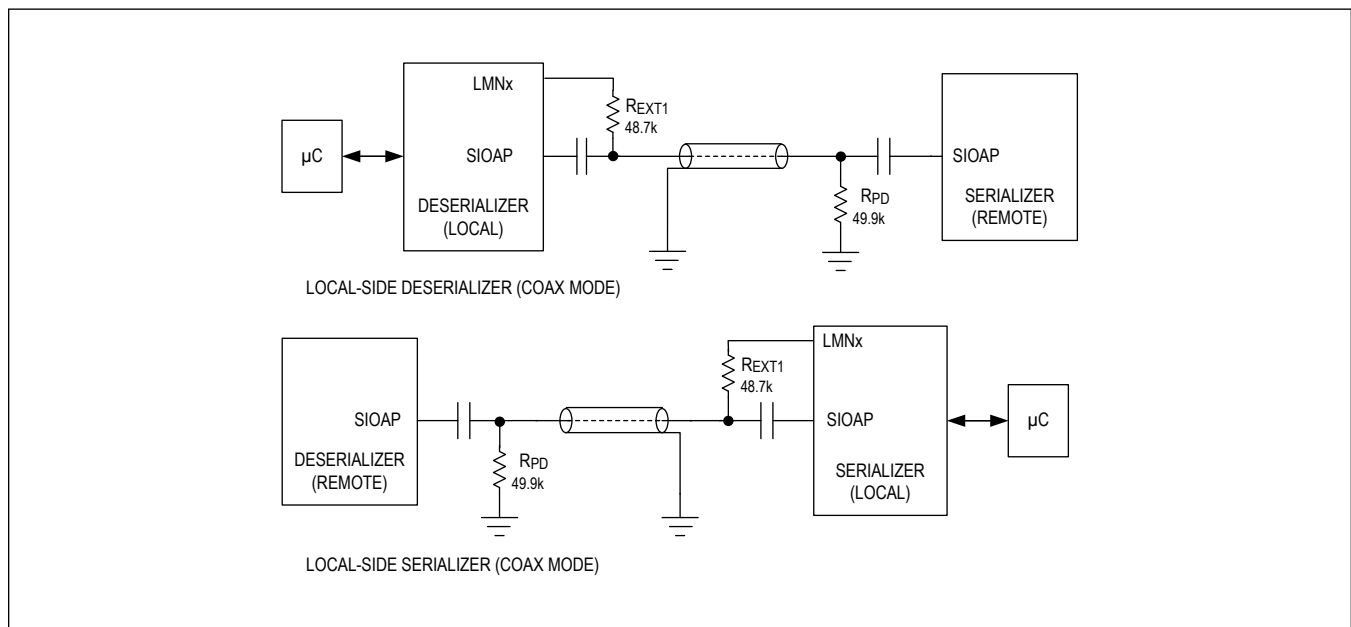 LMNx
REXT1
48.7k
µC
SIOAP
SIOAP
DESERIALIZER
(LOCAL)
RPD
49.9k
SERIALIZER
(REMOTE)
LOCAL-SIDE DESERIALIZER (COAX MODE)
LMNx
REXT1
48.7k
SIOAP
SIOAP
µC
DESERIALIZER
(REMOTE)
RPD
49.9k
SERIALIZER
(LOCAL)
LOCAL-SIDE SERIALIZER (COAX MODE)